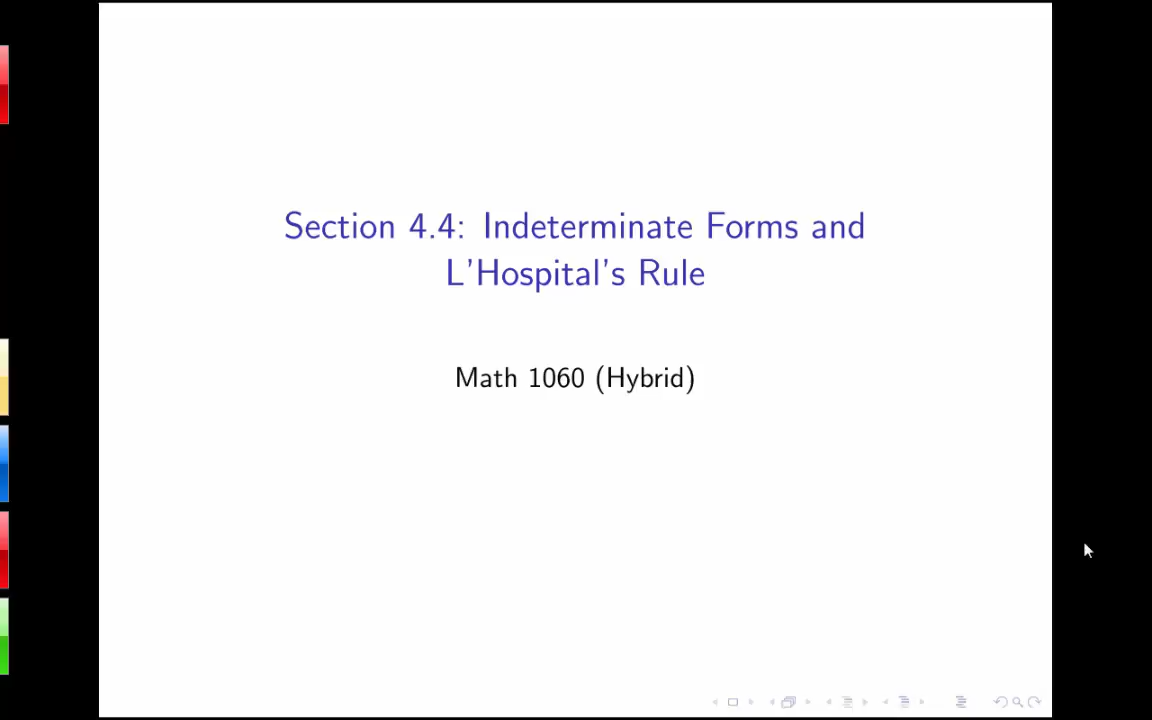 Section 4.4: Indeterminate Forms and
L'Hospital's Rule
Math 1060 (Hybrid)